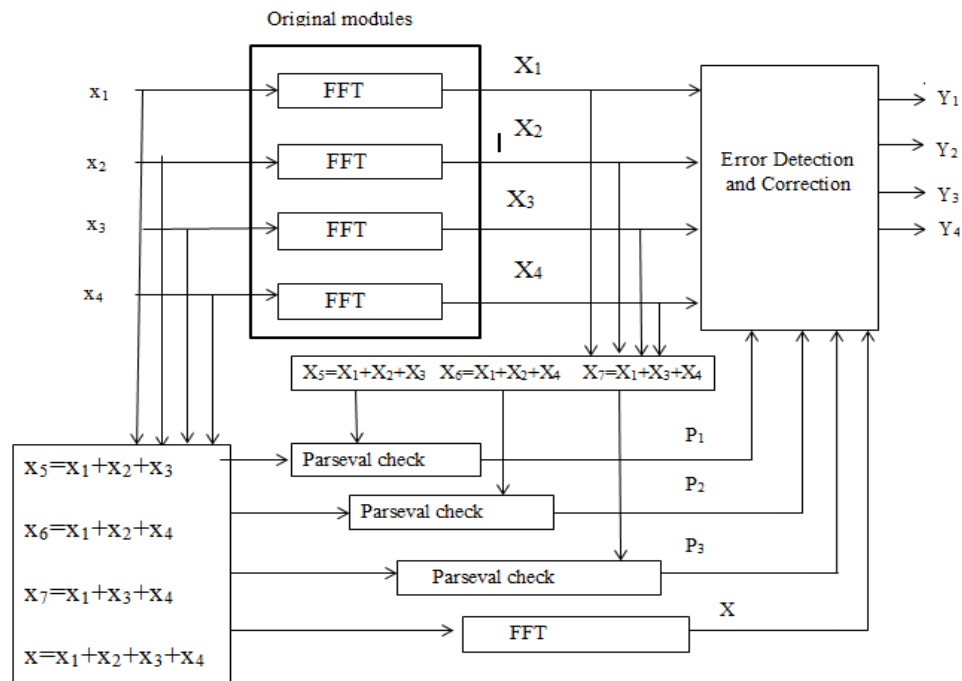 Original modules
x₁ FFT X₁ Y₁
x₂ FFT X₂ Y₂
Error Detection and Correction
x₃ FFT X₃ Y₃
x₄ FFT X₄ Y₄
X₅=X₁+X₂+X₃ X₆=X₁+X₂+X₄ X₇=X₁+X₃+X₄
x₅=x₁+x₂+x₃ Parseval check P₁
x₆=x₁+x₂+x₄ Parseval check P₂
x₇=x₁+x₃+x₄ Parseval check P₃
x=x₁+x₂+x₃+x₄ FFT X